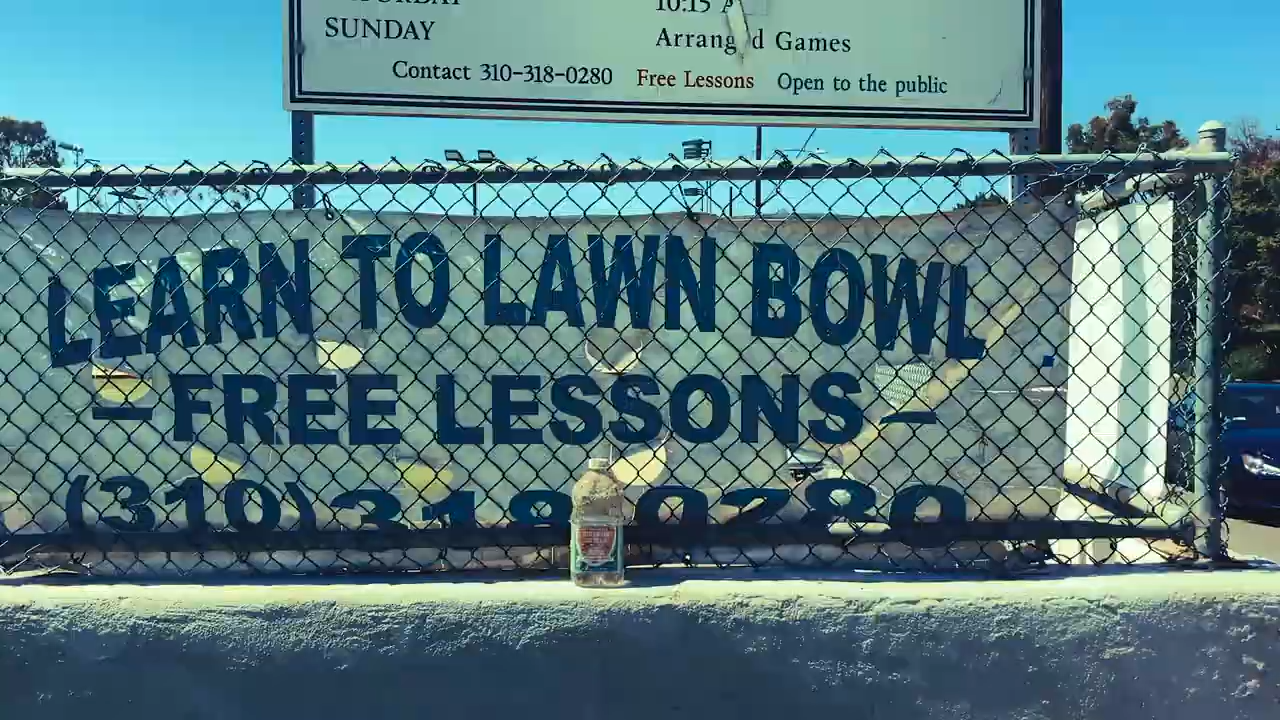 SUNDAY
Arranged Games
Contact 310-318-0280 Free Lessons Open to the public
LEARN TO LAWN BOWL
- FREE LESSONS -
(310) 318 0280